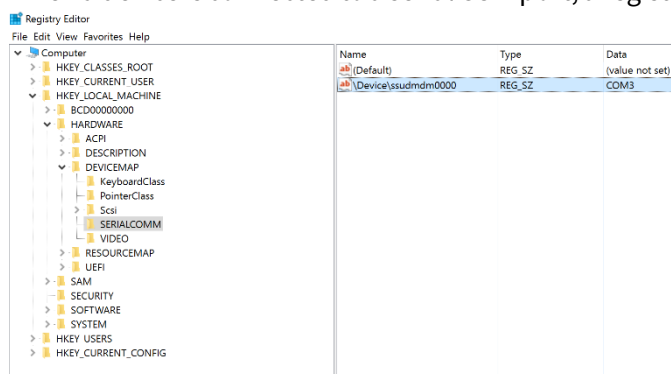 Registry Editor
File Edit View Favorites Help
Computer
HKEY_CLASSES_ROOT
HKEY_CURRENT_USER
HKEY_LOCAL_MACHINE
BCD00000000
HARDWARE
ACPI
DESCRIPTION
DEVICEMAP
KeyboardClass
PointerClass
Scsi
SERIALCOMM
VIDEO
RESOURCEMAP
UEFI
SAM
SECURITY
SOFTWARE
SYSTEM
HKEY USERS
HKEY_CURRENT_CONFIG
Name Type Data
(Default) REG_SZ (value not set)
\Device\ssudmdm0000 REG_SZ COM3